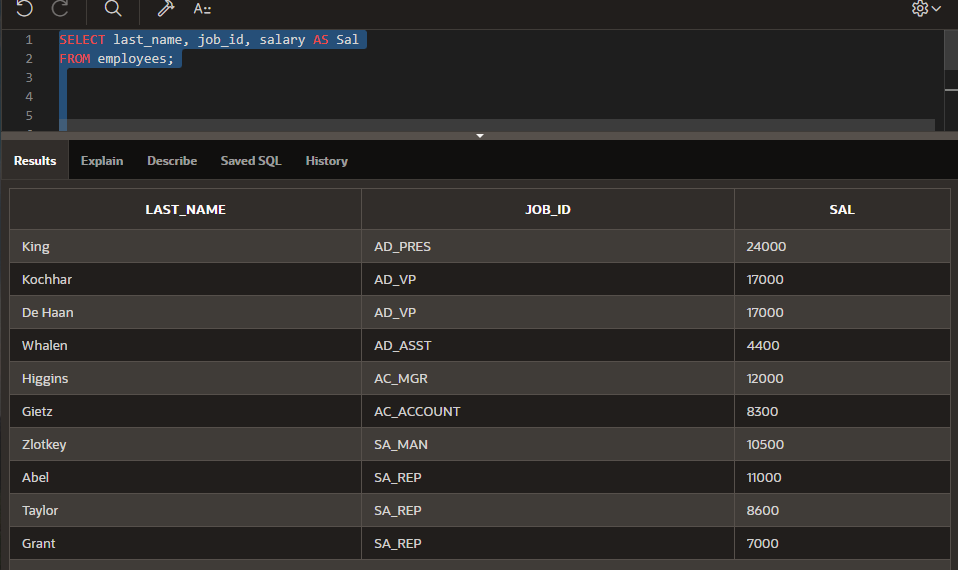 A::
1 SELECT last_name, job_id, salary AS Sal
2 FROM employees;
3
4
5
Results Explain Describe Saved SQL History
LAST_NAME JOB_ID SAL
King AD_PRES 24000
Kochhar AD_VP 17000
De Haan AD_VP 17000
Whalen AD_ASST 4400
Higgins AC_MGR 12000
Gietz AC_ACCOUNT 8300
Zlotkey SA_MAN 10500
Abel SA_REP 11000
Taylor SA_REP 8600
Grant SA_REP 7000